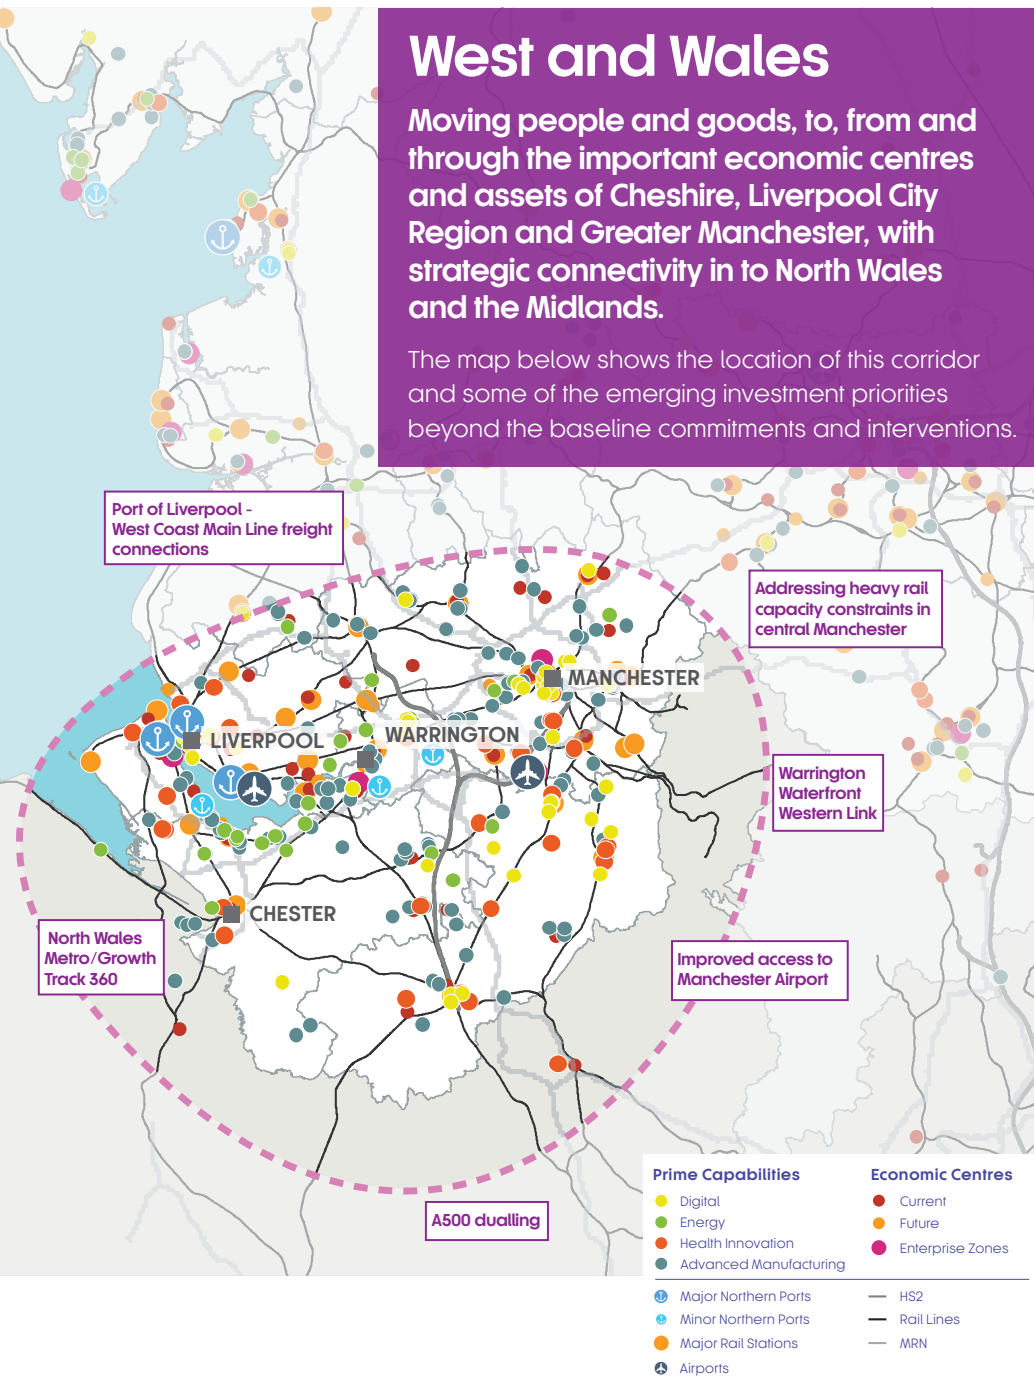 West and Wales
Moving people and goods, to, from and
through the important economic centres
and assets of Cheshire, Liverpool City
Region and Greater Manchester, with
strategic connectivity in to North Wales
and the Midlands.
The map below shows the location of this corridor
and some of the emerging investment priorities
beyond the baseline commitments and interventions.
Port of Liverpool -
West Coast Main Line freight
connections
Addressing heavy rail
capacity constraints in
central Manchester
MANCHESTER
LIVERPOOL
WARRINGTON
Warrington
Waterfront
Western Link
CHESTER
North Wales
Metro/Growth
Track 360
Improved access to
Manchester Airport
A500 dualling
Prime Capabilities
Digital
Energy
Health Innovation
Advanced Manufacturing
Economic Centres
Current
Future
Enterprise Zones
Major Northern Ports
Minor Northern Ports
Major Rail Stations
Airports
HS2
Rail Lines
MRN